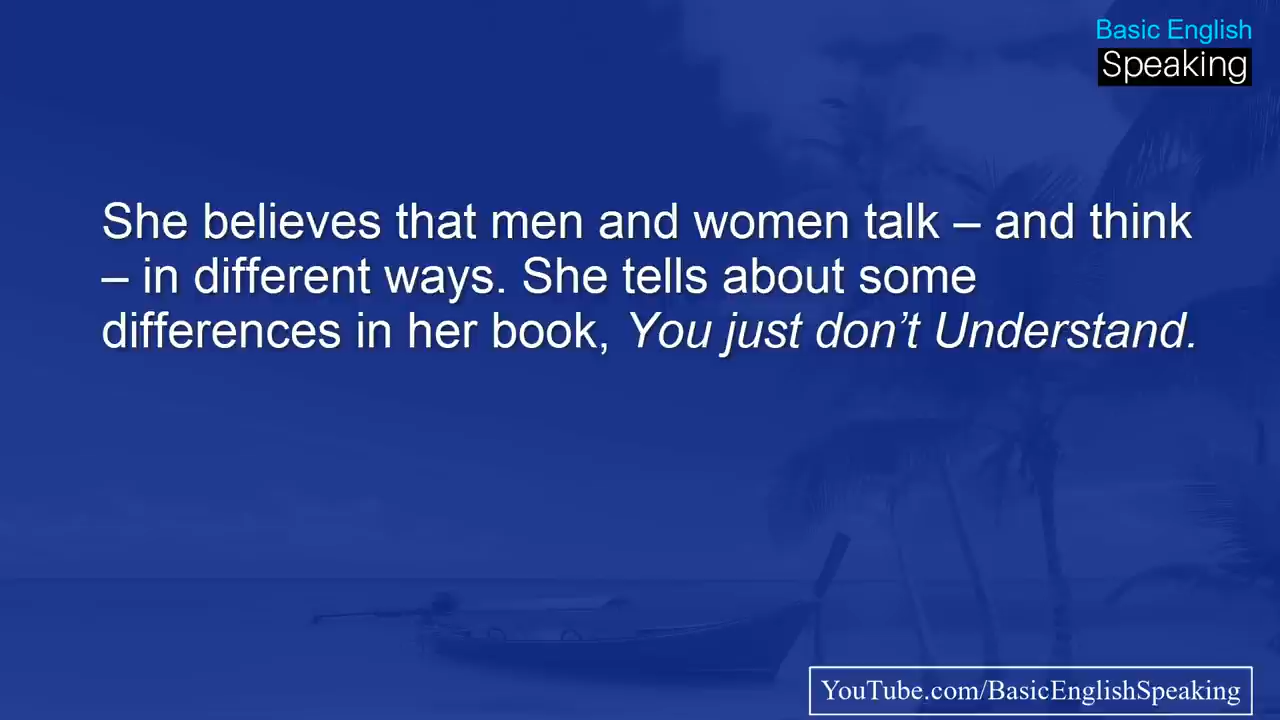 Basic English
Speaking
She believes that men and women talk – and think
– in different ways. She tells about some
differences in her book, You just don’t Understand.
YouTube.com/BasicEnglishSpeaking